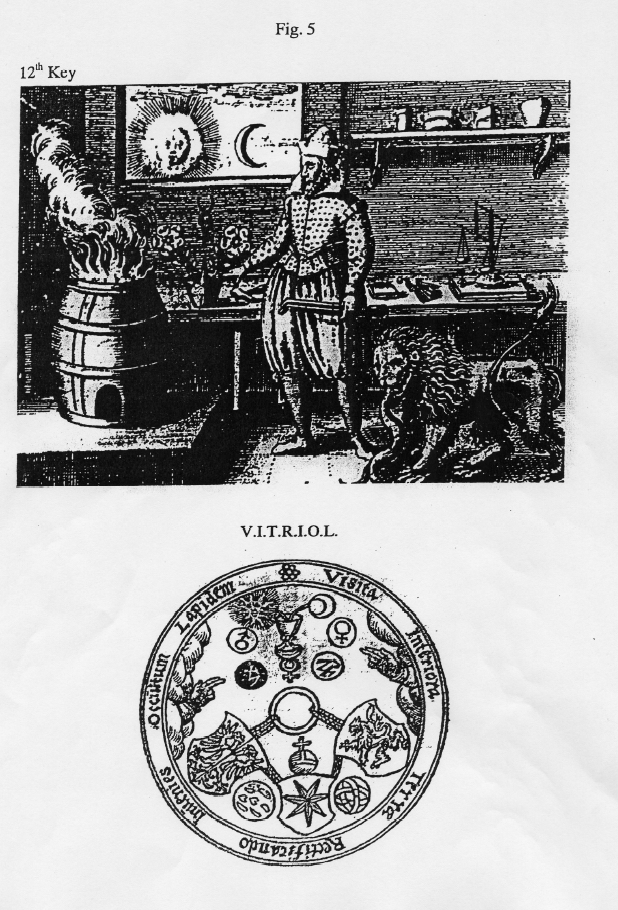 Fig. 5
12th Key
V.I.T.R.I.O.L.
Visita
Interiora
Terræ
Rectificando
Invenies
Occultum
Lapidem